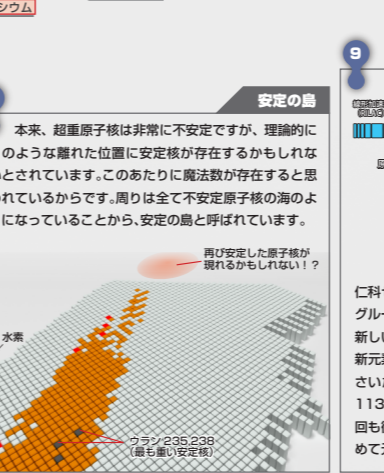 シウム
9
安定の島
本来、超重原子核は非常に不安定ですが、理論的に
のような離れた位置に安定核が存在するかもしれな
とされています。このあたりに魔法数が存在すると思
れているからです。周りは全て不安定原子核の海のよ
になっていることから、安定の島と呼ばれています。
再び安定した原子核が
現れるかもしれない！？
水素
ウラン235,238
(最も重い安定核)
(RILAC)
仁科
グルー
新しい
新元素
さい
113
回も
めて